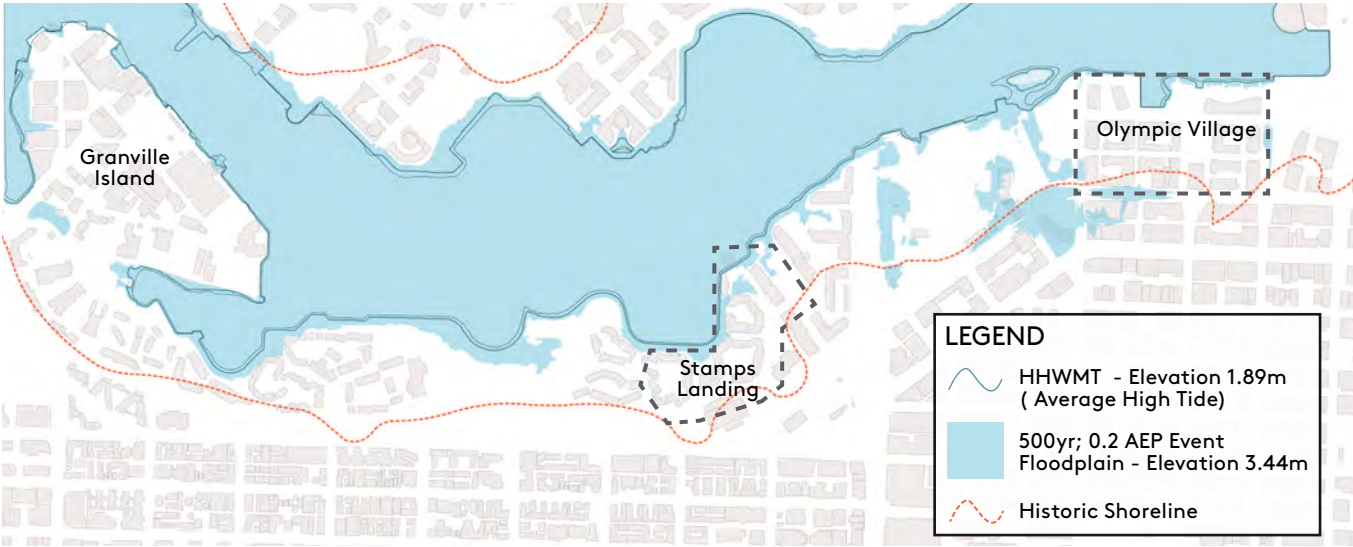 Granville
Island
Olympic Village
Stamps
Landing
LEGEND
HHWMT - Elevation 1.89m
( Average High Tide)
500yr; 0.2 AEP Event
Floodplain - Elevation 3.44m
Historic Shoreline